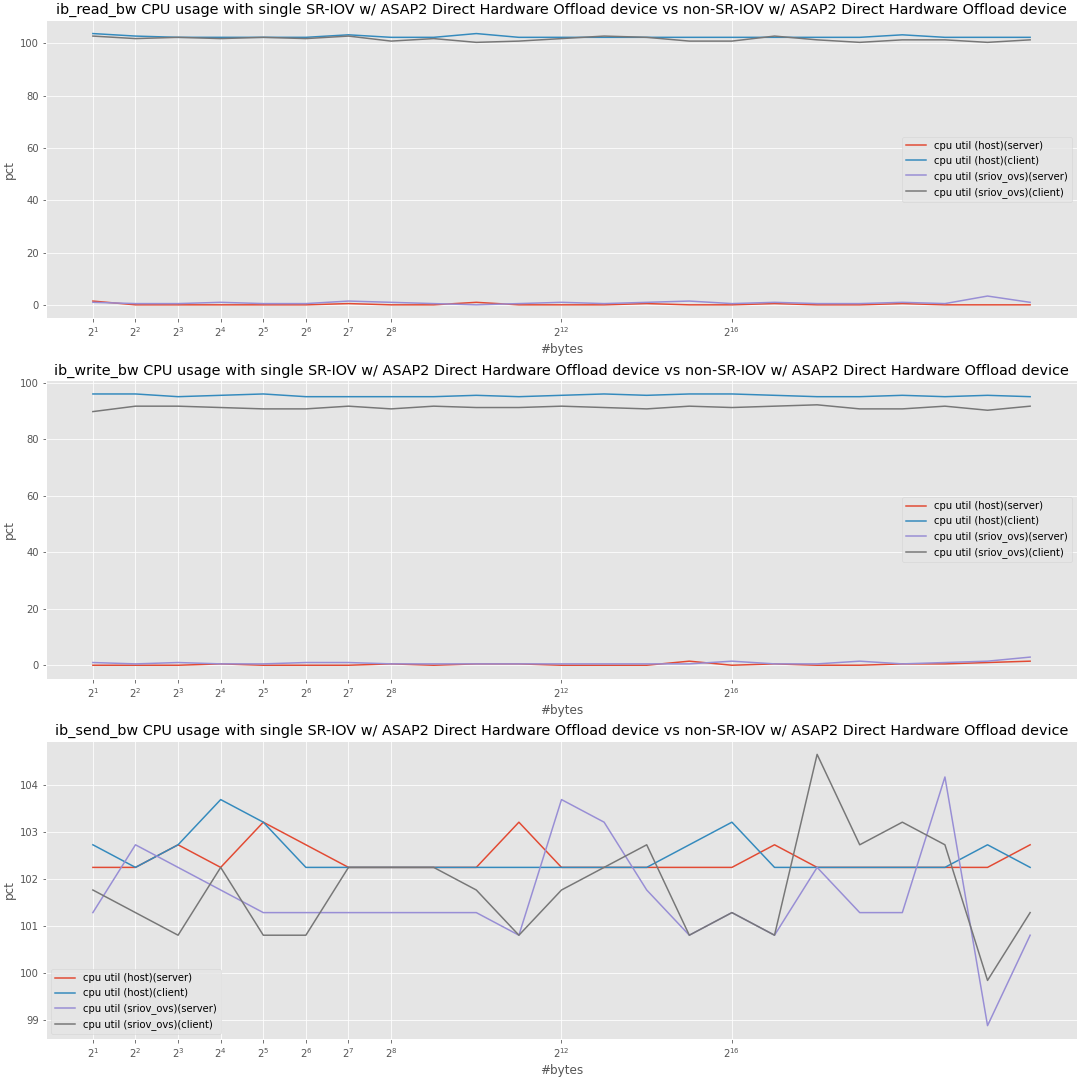 ib_read_bw CPU usage with single SR-IOV w/ ASAP2 Direct Hardware Offload device vs non-SR-IOV w/ ASAP2 Direct Hardware Offload device
100
80
60
40
20
0
pct
cpu util (host)(server)
cpu util (host)(client)
cpu util (sriov_ovs)(server)
cpu util (sriov_ovs)(client)
2^1 2^2 2^3 2^4 2^5 2^6 2^7 2^8 2^12 2^16
#bytes
ib_write_bw CPU usage with single SR-IOV w/ ASAP2 Direct Hardware Offload device vs non-SR-IOV w/ ASAP2 Direct Hardware Offload device
100
80
60
40
20
0
pct
cpu util (host)(server)
cpu util (host)(client)
cpu util (sriov_ovs)(server)
cpu util (sriov_ovs)(client)
2^1 2^2 2^3 2^4 2^5 2^6 2^7 2^8 2^12 2^16
#bytes
ib_send_bw CPU usage with single SR-IOV w/ ASAP2 Direct Hardware Offload device vs non-SR-IOV w/ ASAP2 Direct Hardware Offload device
104
103
102
101
100
99
pct
cpu util (host)(server)
cpu util (host)(client)
cpu util (sriov_ovs)(server)
cpu util (sriov_ovs)(client)
2^1 2^2 2^3 2^4 2^5 2^6 2^7 2^8 2^12 2^16
#bytes